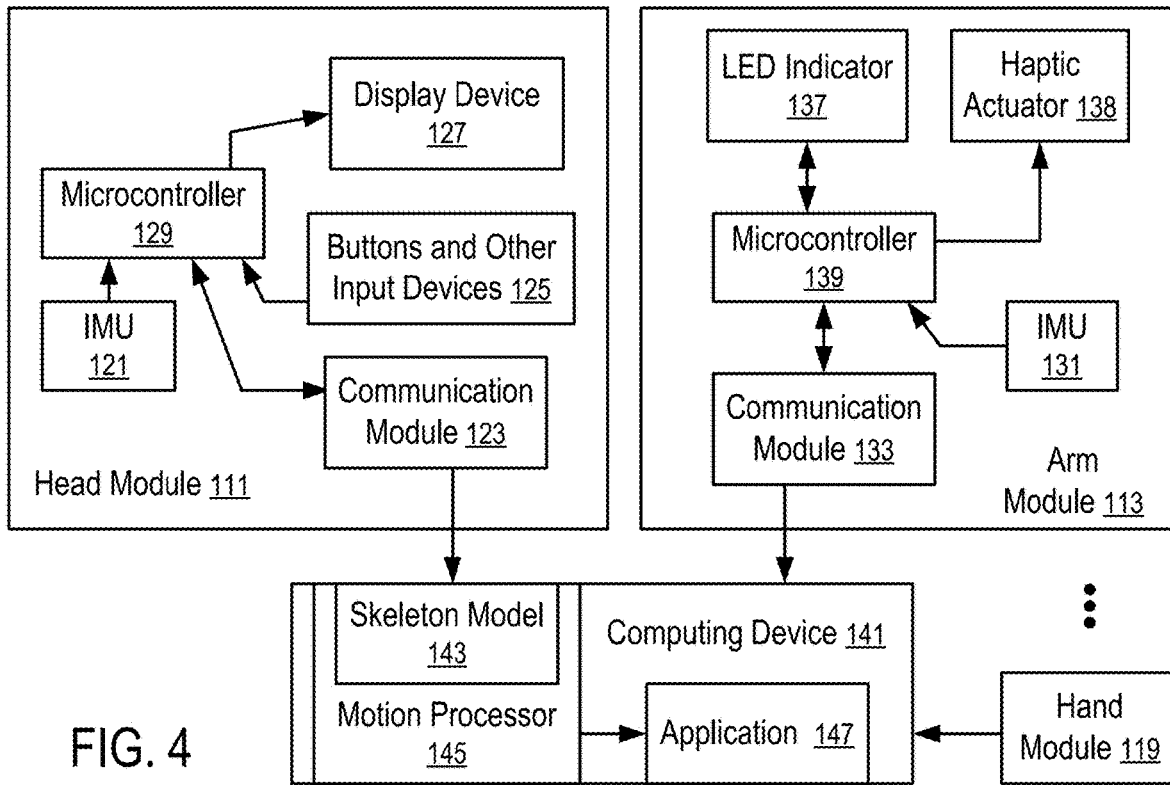 Display Device
127
Microcontroller
129
Buttons and Other
Input Devices 125
IMU
121
Communication
Module 123
Head Module 111
LED Indicator
137
Haptic
Actuator 138
Microcontroller
139
IMU
131
Communication
Module 133
Arm
Module 113
Skeleton Model
143
Motion Processor
145
Computing Device 141
Application 147
Hand
Module 119
FIG. 4